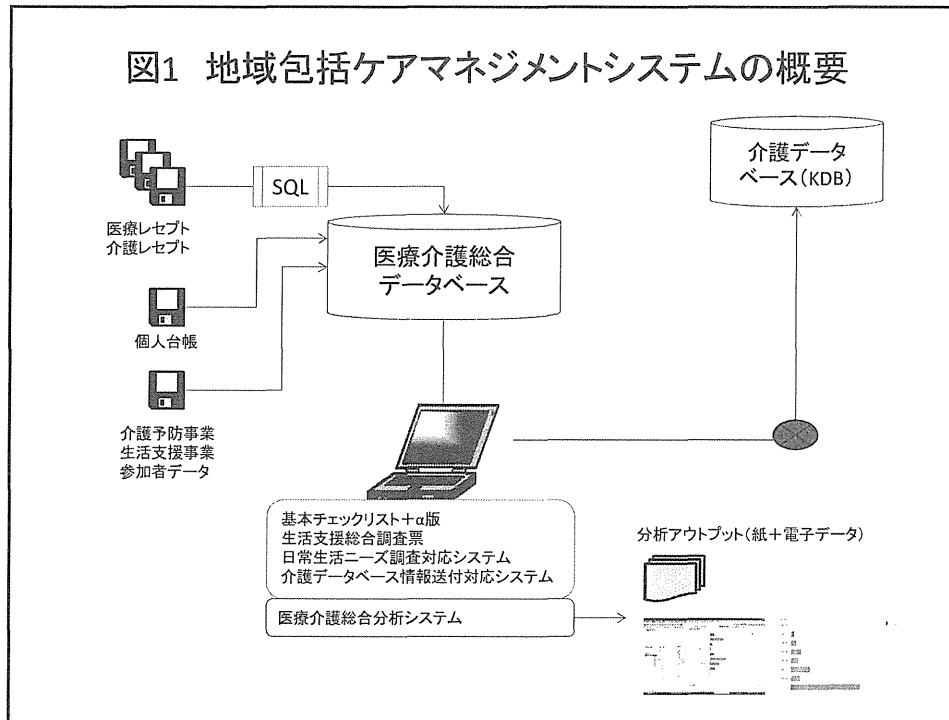 図1 地域包括ケアマネジメントシステムの概要
医療レセプト
介護レセプト
SQL
個人台帳
介護予防事業
生活支援事業
参加者データ
医療介護総合
データベース
介護データ
ベース(KDB)
基本チェックリスト＋α版
生活支援総合調査票
日常生活ニーズ調査対応システム
介護データベース情報送付対応システム
医療介護総合分析システム
分析アウトプット(紙＋電子データ)